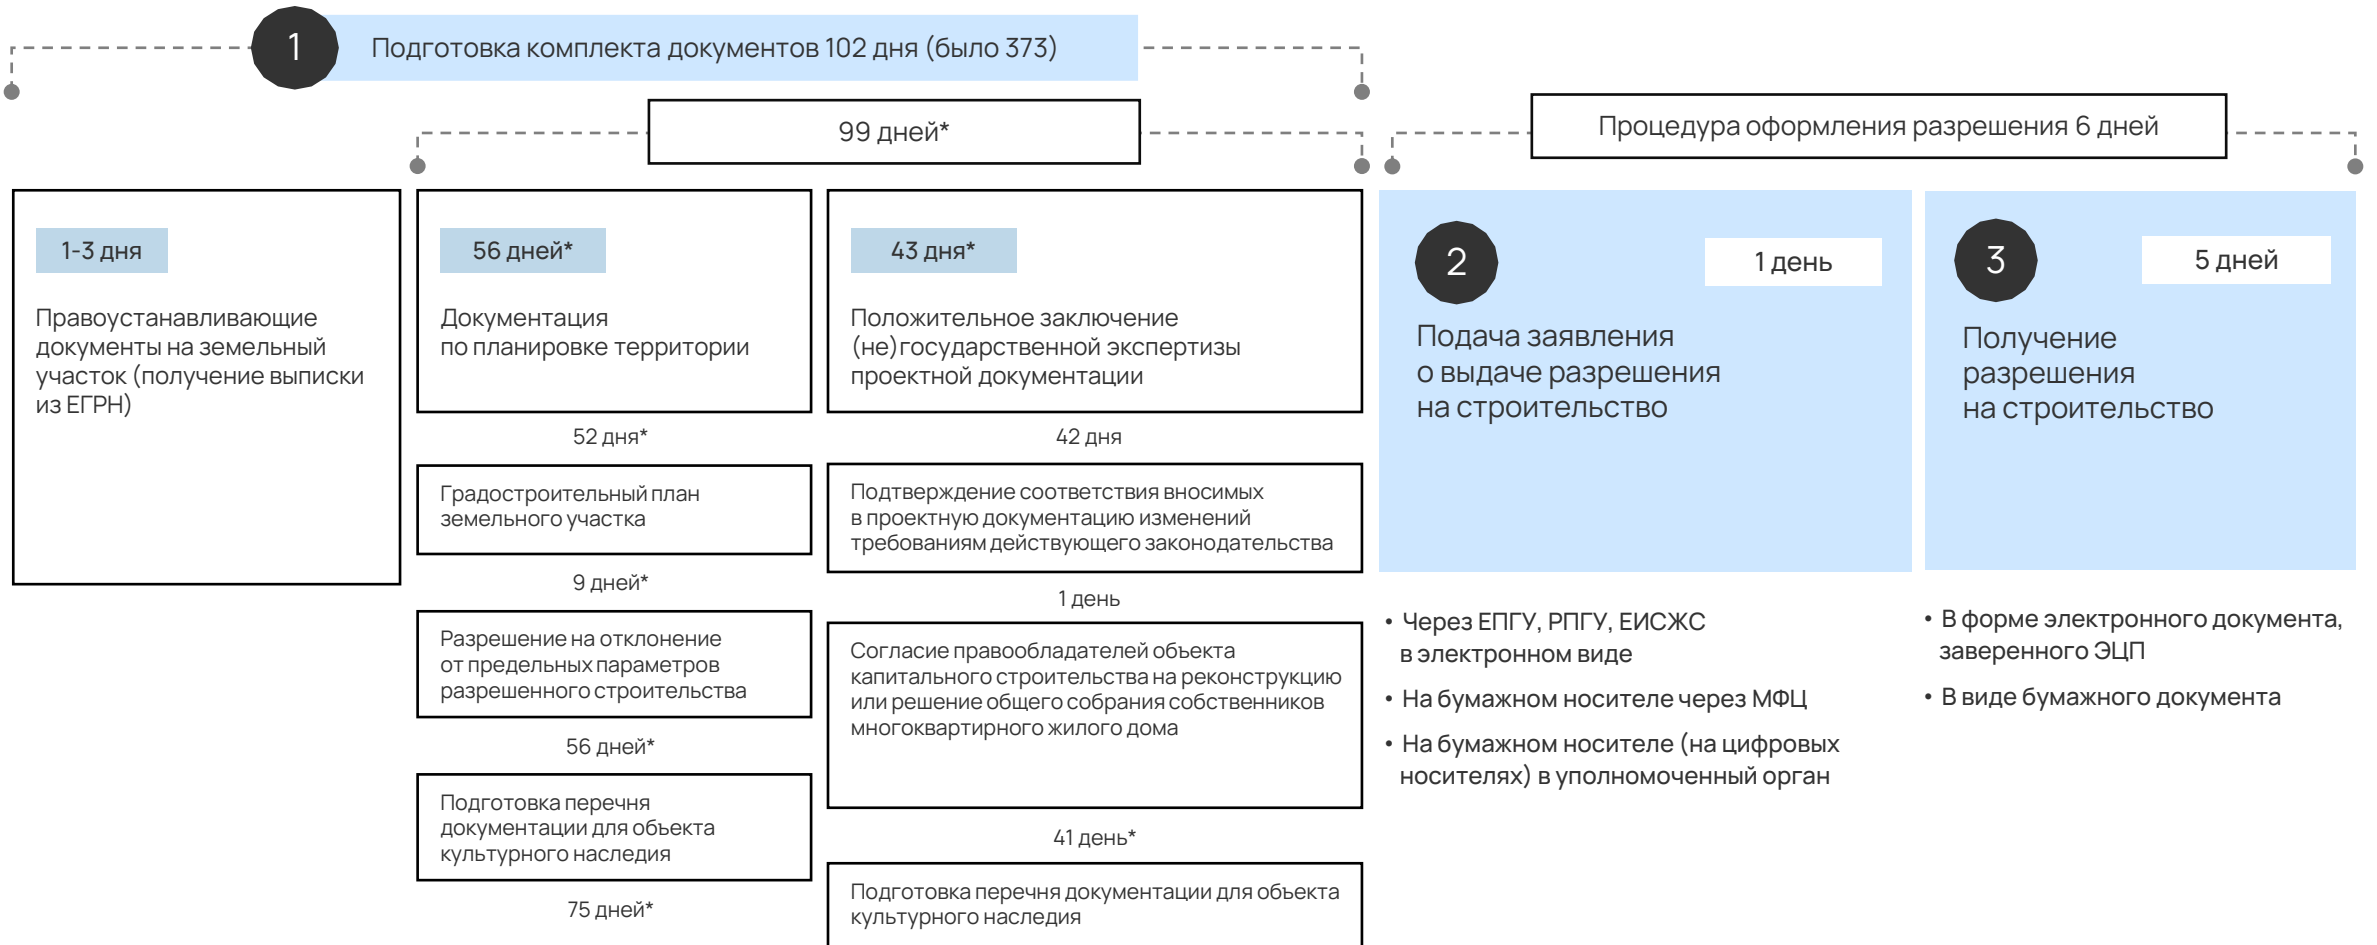 1
Подготовка комплекта документов 102 дня (было 373)
99 дней*
Процедура оформления разрешения 6 дней
1-3 дня
Правоустанавливающие
документы на земельный
участок (получение выписки
из ЕГРН)
56 дней*
Документация
по планировке территории
52 дня*
Градостроительный план
земельного участка
9 дней*
Разрешение на отклонение
от предельных параметров
разрешенного строительства
56 дней*
Подготовка перечня
документации для объекта
культурного наследия
75 дней*
43 дня*
Положительное заключение
(не)государственной экспертизы
проектной документации
42 дня
Подтверждение соответствия вносимых
в проектную документацию изменений
требованиям действующего законодательства
1 день
Согласие правообладателей объекта
капитального строительства на реконструкцию
или решение общего собрания собственников
многоквартирного жилого дома
41 день*
Подготовка перечня документации для объекта
культурного наследия
2
1 день
Подача заявления
о выдаче разрешения
на строительство
• Через ЕПГУ, РПГУ, ЕИСЖС
в электронном виде
• На бумажном носителе через МФЦ
• На бумажном носителе (на цифровых
носителях) в уполномоченный орган
3
5 дней
Получение
разрешения
на строительство
• В форме электронного документа,
заверенного ЭЦП
• В виде бумажного документа